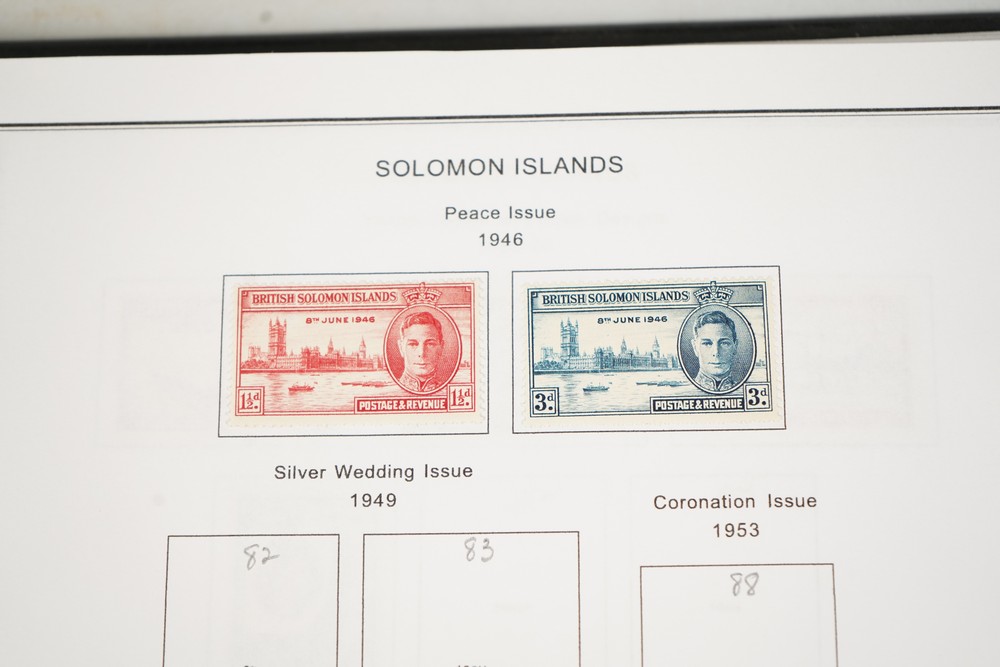 SOLOMON ISLANDS
Peace Issue
1946
BRITISH SOLOMON ISLANDS
8TH JUNE 1946
1½d.
POSTAGE & REVENUE
1½d.
BRITISH SOLOMON ISLANDS
8TH JUNE 1946
3d.
POSTAGE & REVENUE
3d.
Silver Wedding Issue
1949
82
83
Coronation Issue
1953
88